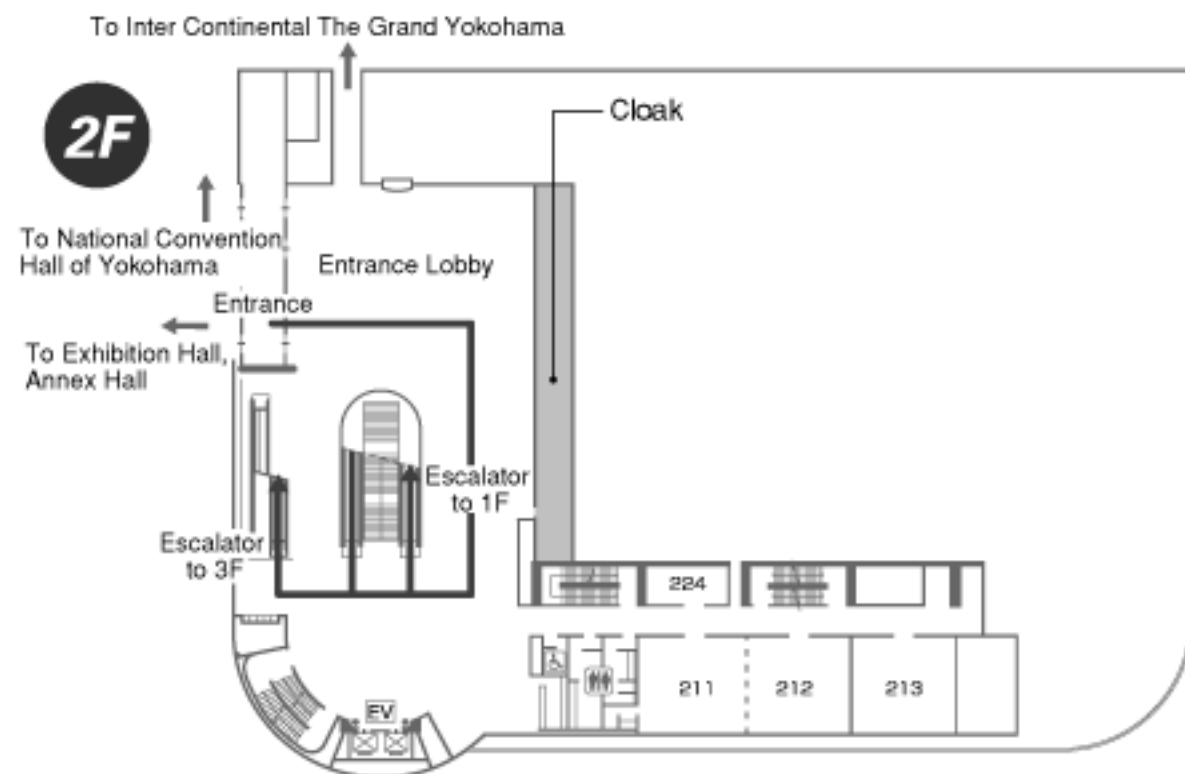 To Inter Continental The Grand Yokohama
2F
Cloak
To National Convention
Hall of Yokohama
Entrance Lobby
Entrance
To Exhibition Hall,
Annex Hall
Escalator
to 1F
Escalator
to 3F
224
211
212
213
EV